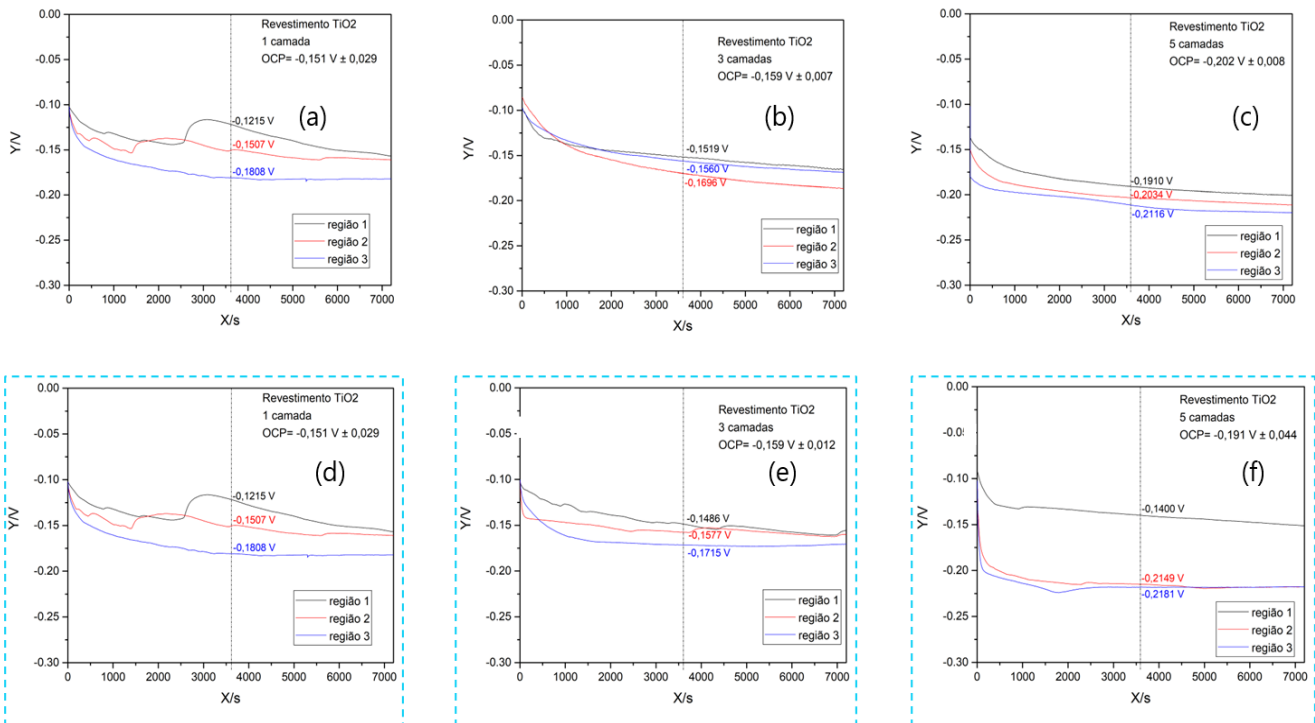 Revestimento TiO2
1 camada
OCP= -0,151 V ± 0,029
(a)
-0,1215 V
-0,1507 V
-0,1808 V
região 1
região 2
região 3
0.00
-0.05
-0.10
-0.15
-0.20
-0.25
-0.30
Y/V
0 1000 2000 3000 4000 5000 6000 7000
X/s
Revestimento TiO2
3 camadas
OCP= -0,159 V ± 0,007
(b)
-0,1519 V
-0,1560 V
-0,1696 V
região 1
região 2
região 3
0.00
-0.05
-0.10
-0.15
-0.20
-0.25
-0.30
Y/V
0 1000 2000 3000 4000 5000 6000 7000
X/s
Revestimento TiO2
5 camadas
OCP= -0,202 V ± 0,008
(c)
-0,1910 V
-0,2034 V
-0,2116 V
região 1
região 2
região 3
0.00
-0.05
-0.10
-0.15
-0.20
-0.25
-0.30
Y/V
0 1000 2000 3000 4000 5000 6000 7000
X/s
Revestimento TiO2
1 camada
OCP= -0,151 V ± 0,029
(d)
-0,1215 V
-0,1507 V
-0,1808 V
região 1
região 2
região 3
0.00
-0.05
-0.10
-0.15
-0.20
-0.25
-0.30
Y/V
0 1000 2000 3000 4000 5000 6000 7000
X/s
Revestimento TiO2
3 camadas
OCP= -0,159 V ± 0,012
(e)
-0,1486 V
-0,1577 V
-0,1715 V
região 1
região 2
região 3
0.00
-0.05
-0.10
-0.15
-0.20
-0.25
-0.30
Y/V
0 1000 2000 3000 4000 5000 6000 7000
X/s
Revestimento TiO2
5 camadas
OCP= -0,191 V ± 0,044
(f)
-0,1400 V
-0,2149 V
-0,2181 V
região 1
região 2
região 3
0.00
-0.05
-0.10
-0.15
-0.20
-0.25
-0.30
Y/V
0 1000 2000 3000 4000 5000 6000 7000
X/s